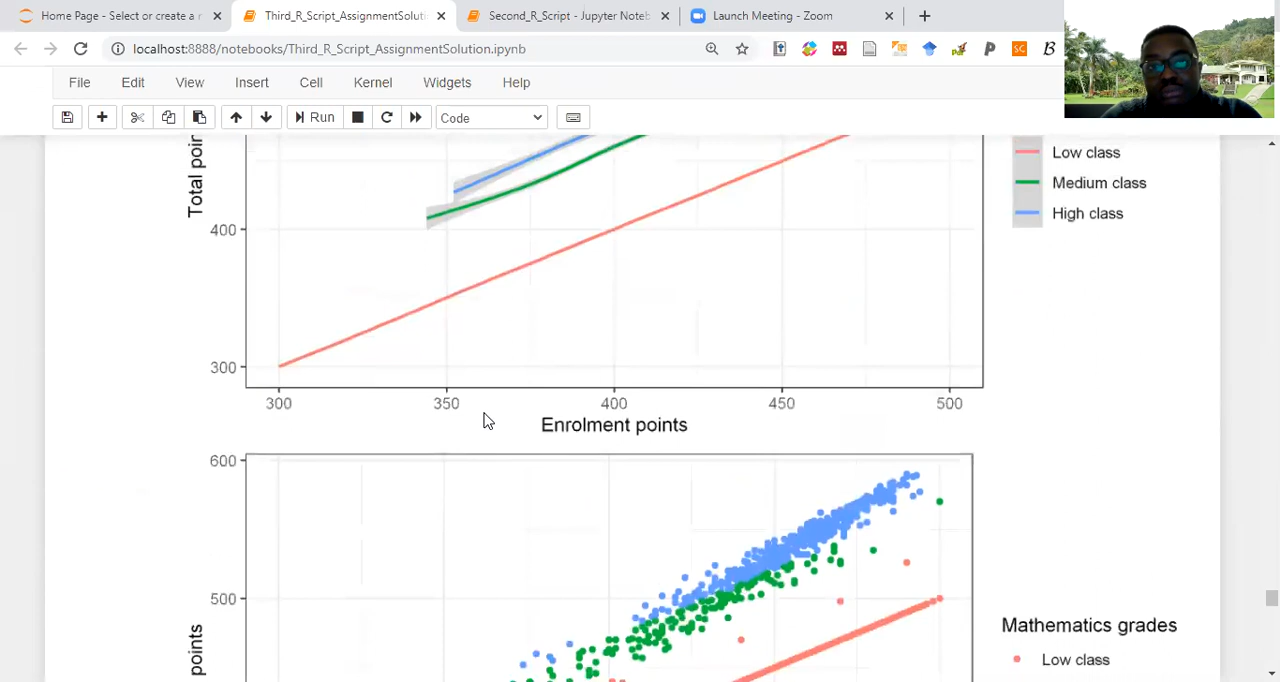 Home Page - Select or create a n
Third_R_Script_AssignmentSoluti
Second_R_Script - Jupyter Noteb
Launch Meeting - Zoom
localhost:8888/notebooks/Third_R_Script_AssignmentSolution.ipynb
SC
File Edit View Insert Cell Kernel Widgets Help
Run
Code
Total poin
400
300
300 350 400 450 500
Enrolment points
Low class
Medium class
High class
600
500
points
Mathematics grades
Low class